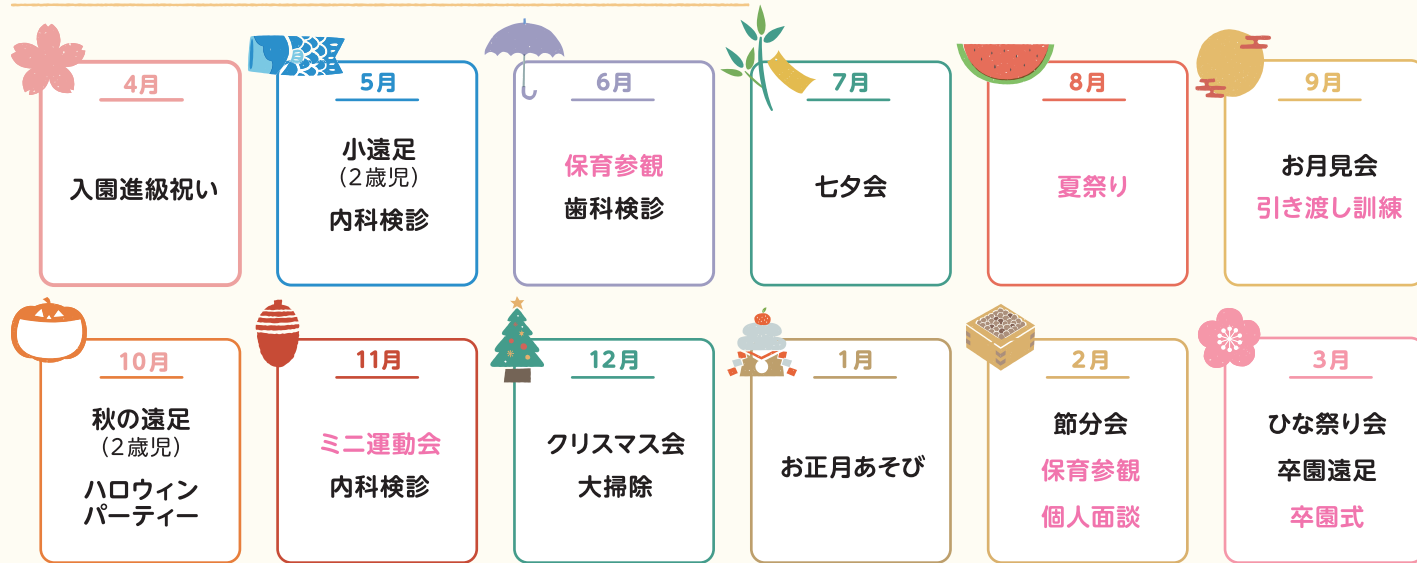 4月
入園進級祝い
5月
小遠足
(2歳児)
内科検診
6月
保育参観
歯科検診
7月
七夕会
8月
夏祭り
9月
お月見会
引き渡し訓練
10月
秋の遠足
(2歳児)
ハロウィン
パーティー
11月
ミニ運動会
内科検診
12月
クリスマス会
大掃除
1月
お正月あそび
2月
節分会
保育参観
個人面談
3月
ひな祭り会
卒園遠足
卒園式